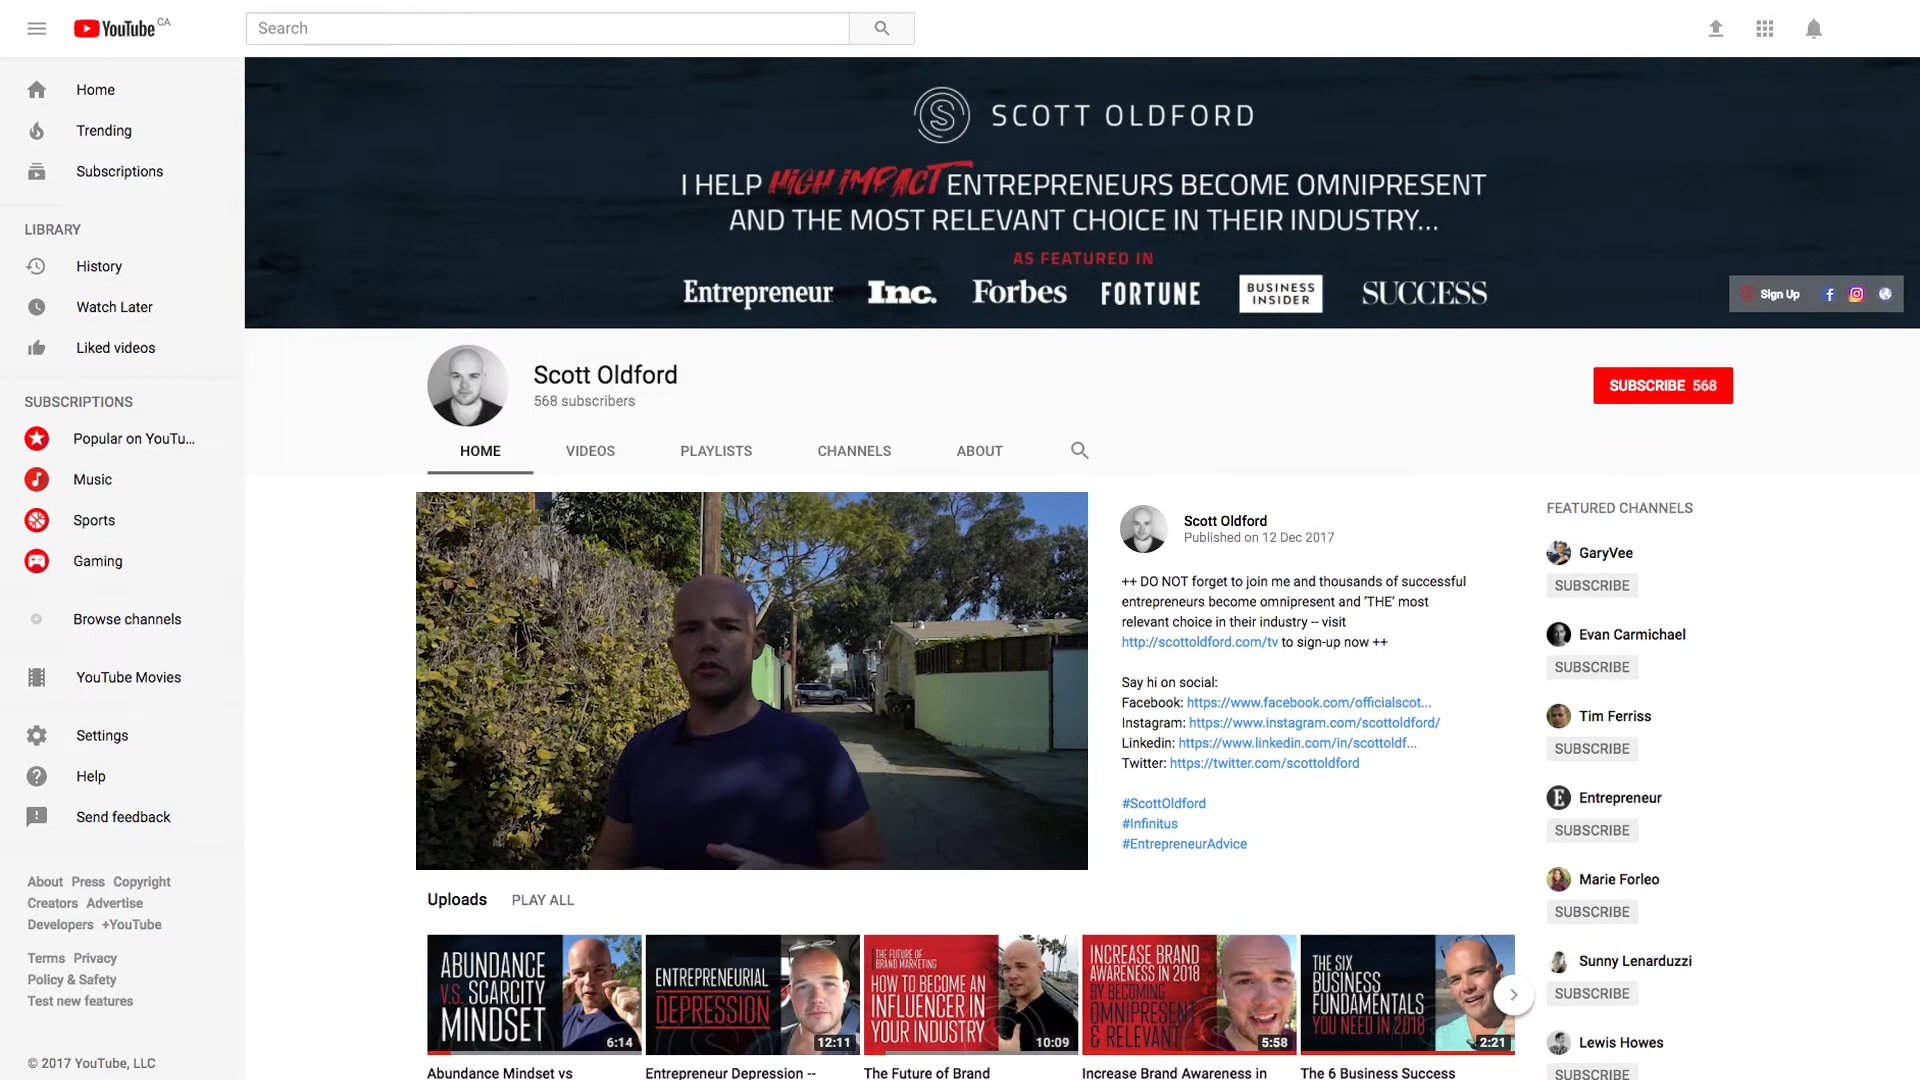 YouTube CA
Search
Home
Trending
Subscriptions
LIBRARY
History
Watch Later
Liked videos
SUBSCRIPTIONS
Popular on YouTu...
Music
Sports
Gaming
Browse channels
YouTube Movies
Settings
Help
Send feedback
About Press Copyright
Creators Advertise
Developers +YouTube
Terms Privacy
Policy & Safety
Test new features
© 2017 YouTube, LLC
SCOTT OLDFORD
I HELP HIGH IMPACT ENTREPRENEURS BECOME OMNIPRESENT
AND THE MOST RELEVANT CHOICE IN THEIR INDUSTRY...
AS FEATURED IN
Entrepreneur Inc. Forbes FORTUNE BUSINESS INSIDER SUCCESS
Sign Up
Scott Oldford
568 subscribers
SUBSCRIBE 568
HOME VIDEOS PLAYLISTS CHANNELS ABOUT
Scott Oldford
Published on 12 Dec 2017
++ DO NOT forget to join me and thousands of successful
entrepreneurs become omnipresent and ‘THE’ most
relevant choice in their industry -- visit
http://scottoldford.com/tv to sign-up now ++
Say hi on social:
Facebook: https://www.facebook.com/officialscot...
Instagram: https://www.instagram.com/scottoldford/
Linkedin: https://www.linkedin.com/in/scottoldf...
Twitter: https://twitter.com/scottoldford
#ScottOldford
#Infinitus
#EntrepreneurAdvice
FEATURED CHANNELS
GaryVee
SUBSCRIBE
Evan Carmichael
SUBSCRIBE
Tim Ferriss
SUBSCRIBE
Entrepreneur
SUBSCRIBE
Marie Forleo
SUBSCRIBE
Sunny Lenarduzzi
SUBSCRIBE
Lewis Howes
SUBSCRIBE
Uploads PLAY ALL
ABUNDANCE
V.S. SCARCITY
MINDSET
6:14
Abundance Mindset vs
ENTREPRENEURIAL
DEPRESSION
12:11
Entrepreneur Depression --
THE FUTURE OF
BRAND MARKETING
HOW TO BECOME AN
INFLUENCER IN
YOUR INDUSTRY
10:09
The Future of Brand
INCREASE BRAND
AWARENESS IN 2018
BY BECOMING
OMNIPRESENT
& RELEVANT
5:58
Increase Brand Awareness in
THE SIX
BUSINESS
FUNDAMENTALS
YOU NEED IN 2018
2:21
The 6 Business Success